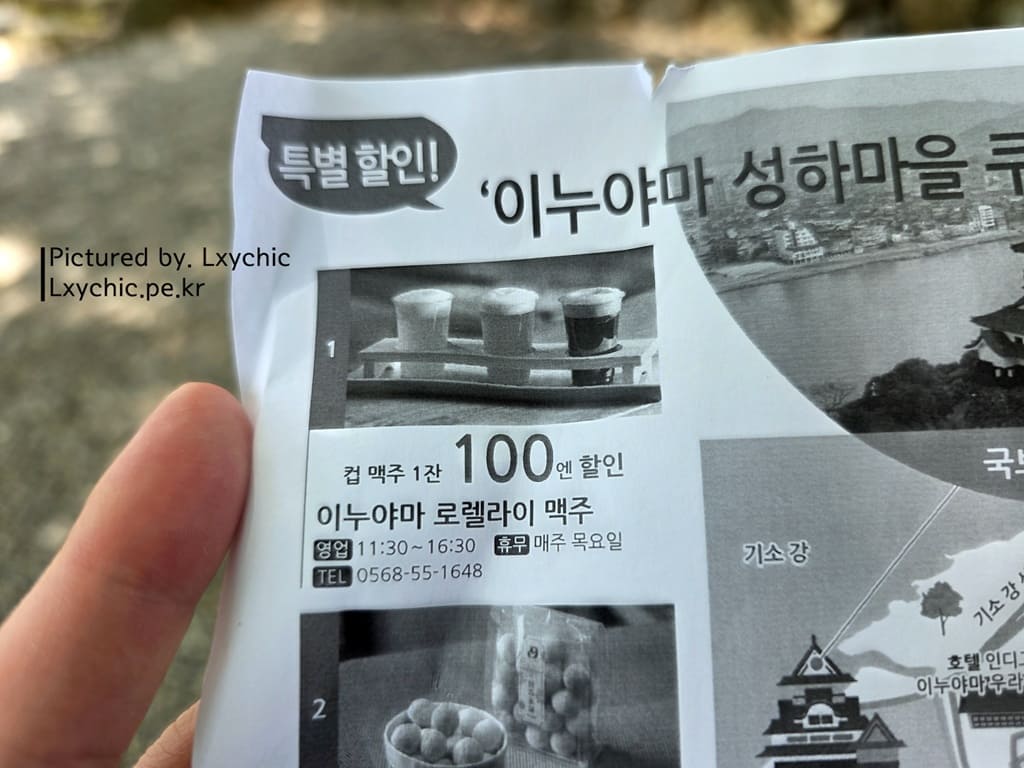 특별 할인!
'이누야마 성하마을
Pictured by. Lxychic
Lxychic.pe.kr
1
컵 맥주 1잔 100엔 할인
이누야마 로렐라이 맥주
영업 11:30~16:30 휴무 매주 목요일
TEL 0568-55-1648
국보
기소 강
기소 강
호텔 인디고
이누야마 우라
2